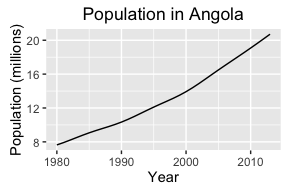 Population in Angola
Population (millions)
20
16
12
8
1980 1990 2000 2010
Year